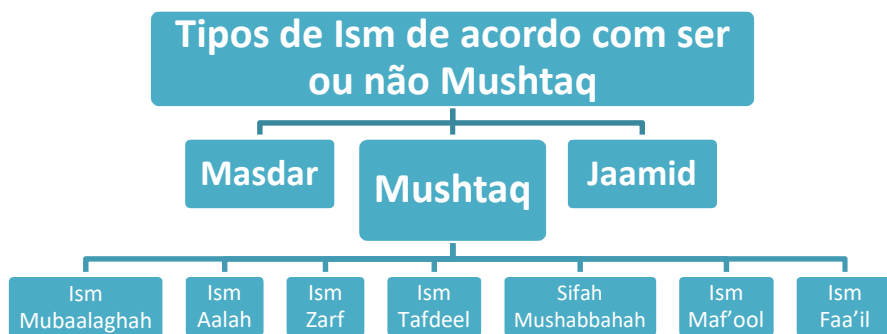 Tipos de Ism de acordo com ser
ou não Mushtaq
Masdar
Mushtaq
Jaamid
Ism
Mubaalaghah
Ism
Aalah
Ism
Zarf
Ism
Tafdeel
Sifah
Mushabbahah
Ism
Maf’ool
Ism
Faa’il